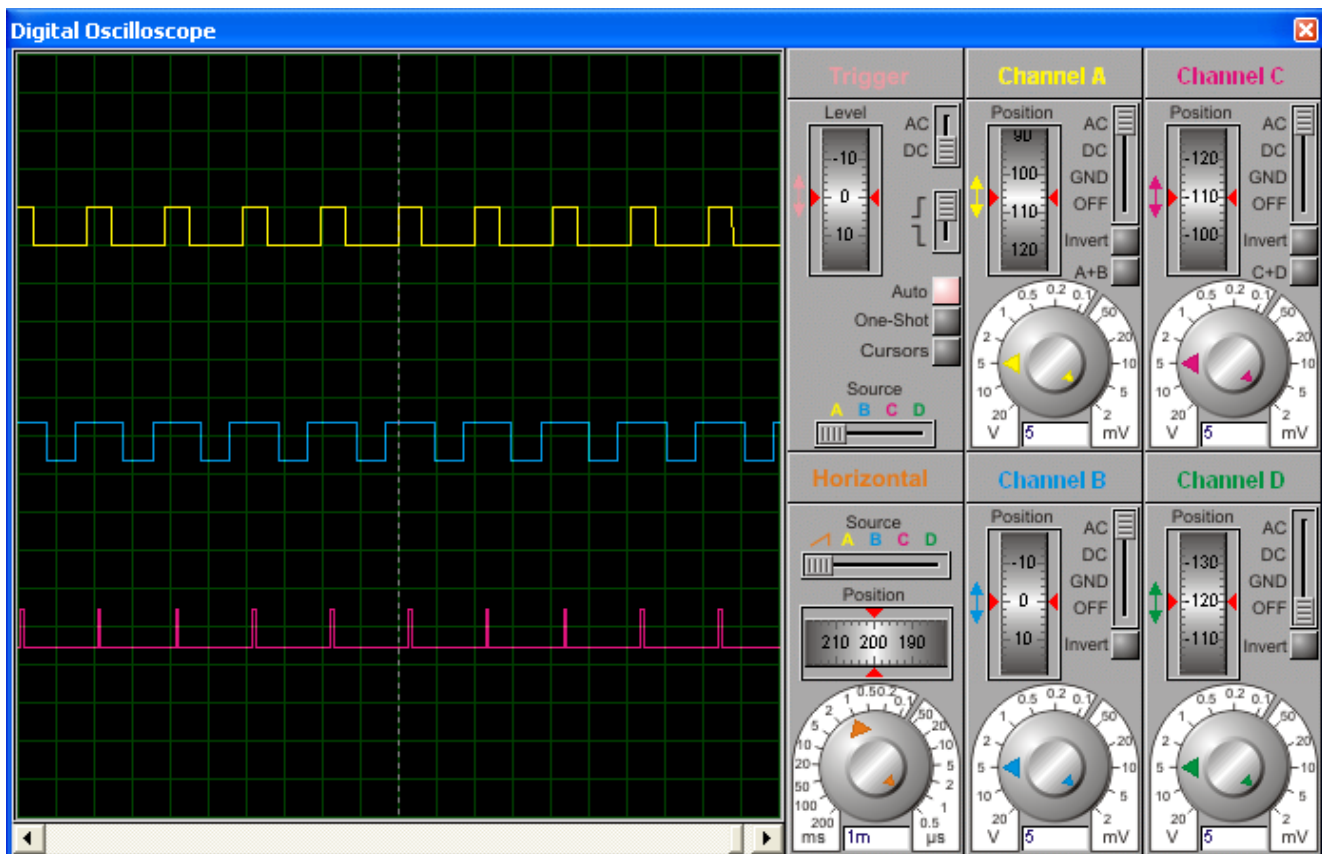 Digital Oscilloscope
Trigger
Level
AC
DC
-10
0
10
Auto
One-Shot
Cursors
Source
A B C D
Channel A
Position
AC
DC
GND
OFF
90
100
110
120
Invert
A+B
20 10 5 2 1 0.5 0.2 0.1 50 20 10 5 2
V 5 mV
Channel C
Position
AC
DC
GND
OFF
-120
-110
-100
Invert
C+D
20 10 5 2 1 0.5 0.2 0.1 50 20 10 5 2
V 5 mV
Horizontal
Source
A B C D
Position
210 200 190
200 100 50 20 10 5 2 1 0.5 0.2 0.1 50 20 10 5 2 1 0.5
ms 1m µs
Channel B
Position
AC
DC
GND
OFF
-10
0
10
Invert
20 10 5 2 1 0.5 0.2 0.1 50 20 10 5 2
V 5 mV
Channel D
Position
AC
DC
GND
OFF
-130
-120
-110
Invert
20 10 5 2 1 0.5 0.2 0.1 50 20 10 5 2
V 5 mV